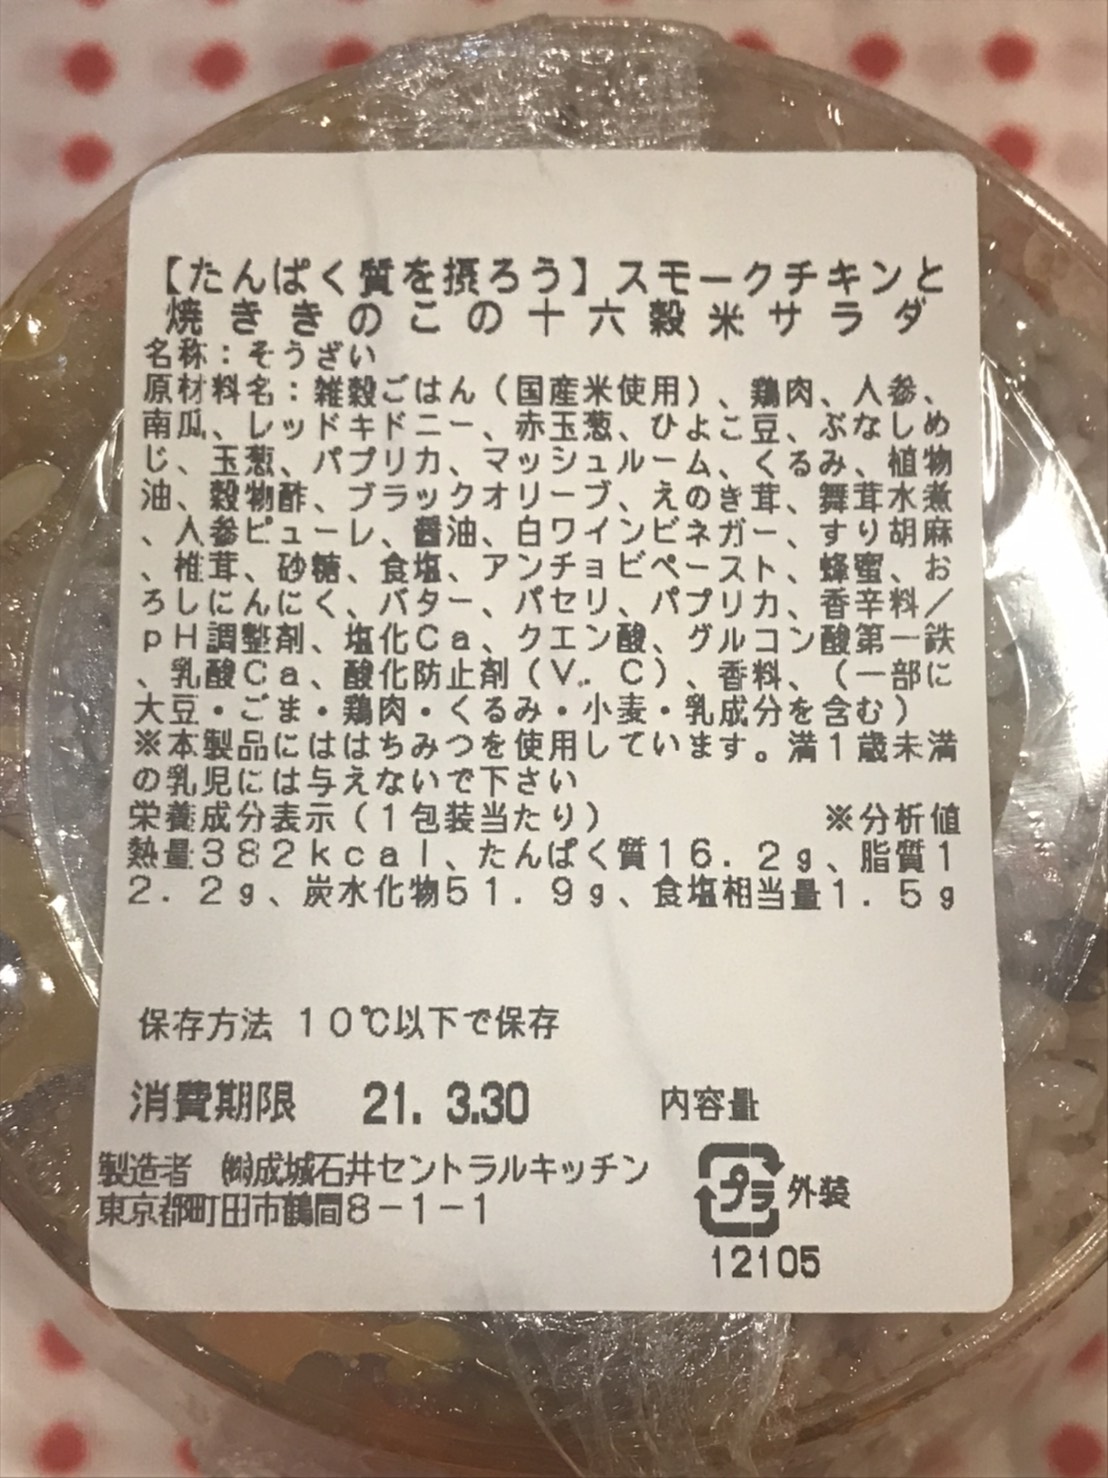 【たんぱく質を摂ろう】スモークチキンと
焼ききのこの十六穀米サラダ
名称：そうざい
原材料名：雑穀ごはん（国産米使用）、鶏肉、人参、
南瓜、レッドキドニー、赤玉葱、ひよこ豆、ぶなしめ
じ、玉葱、パプリカ、マッシュルーム、くるみ、植物
油、穀物酢、ブラックオリーブ、えのき茸、舞茸水煮
、人参ピューレ、醤油、白ワインビネガー、すり胡麻
、椎茸、砂糖、食塩、アンチョビペースト、蜂蜜、お
ろしにんにく、バター、パセリ、パプリカ、香辛料／
ｐＨ調整剤、塩化Ｃａ、クエン酸、グルコン酸第一鉄
、乳酸Ｃａ、酸化防止剤（Ｖ．Ｃ）、香料、（一部に
大豆・ごま・鶏肉・くるみ・小麦・乳成分を含む）
※本製品にははちみつを使用しています。満１歳未満
の乳児には与えないで下さい
栄養成分表示（１包装当たり） ※分析値
熱量３８２ｋｃａｌ、たんぱく質１６．２ｇ、脂質１
２．２ｇ、炭水化物５１．９ｇ、食塩相当量１．５ｇ
保存方法 １０℃以下で保存
消費期限 21. 3.30 内容量
製造者 ㈱成城石井セントラルキッチン
東京都町田市鶴間８－１－１
プラ 外装
12105